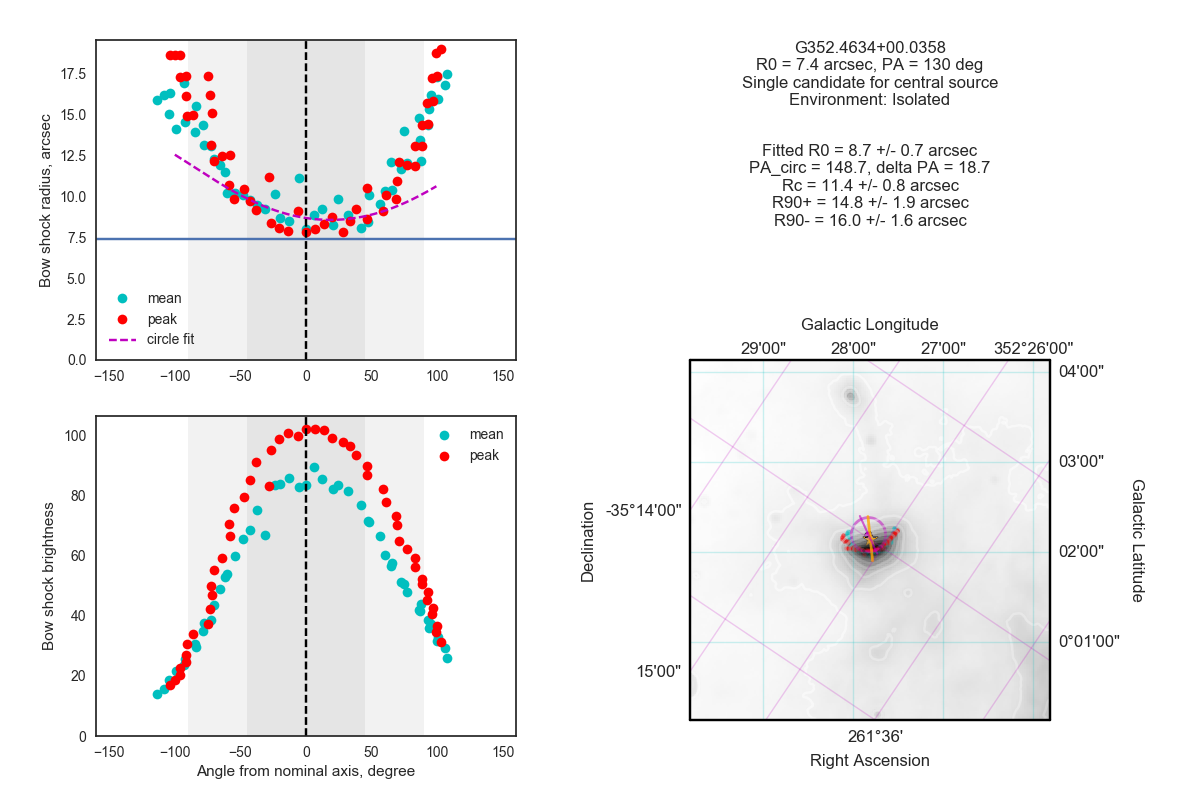 17.5
15.0
12.5
10.0
7.5
5.0
2.5
0.0
Bow shock radius, arcsec
mean
peak
circle fit
−150
−100
−50
0
50
100
150
100
80
60
40
20
0
Bow shock brightness
mean
peak
−150
−100
−50
0
50
100
150
Angle from nominal axis, degree
G352.4634+00.0358
R0 = 7.4 arcsec, PA = 130 deg
Single candidate for central source
Environment: Isolated
Fitted R0 = 8.7 +/- 0.7 arcsec
PA_circ = 148.7, delta PA = 18.7
Rc = 11.4 +/- 0.8 arcsec
R90+ = 14.8 +/- 1.9 arcsec
R90- = 16.0 +/- 1.6 arcsec
Galactic Longitude
29'00"
28'00"
27'00"
352°26'00"
04'00"
03'00"
02'00"
0°01'00"
Galactic Latitude
-35°14'00"
15'00"
Declination
261°36'
Right Ascension